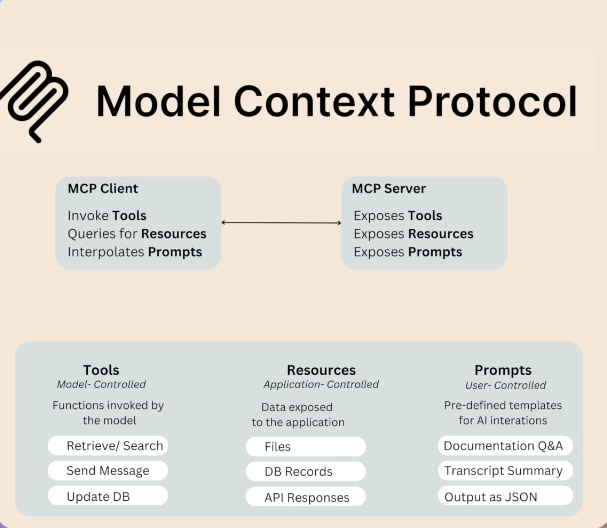 Model Context Protocol
MCP Client
Invoke Tools
Queries for Resources
Interpolates Prompts
MCP Server
Exposes Tools
Exposes Resources
Exposes Prompts
Tools
Model- Controlled
Functions invoked by
the model
Retrieve/ Search
Send Message
Update DB
Resources
Application- Controlled
Data exposed
to the application
Files
DB Records
API Responses
Prompts
User- Controlled
Pre-defined templates
for AI interations
Documentation Q&A
Transcript Summary
Output as JSON